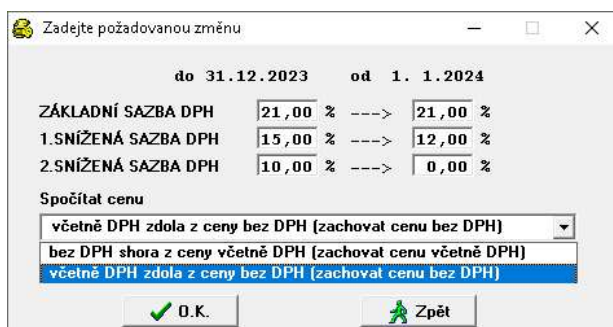 Zadejte požadovanou změnu
do 31.12.2023 od 1. 1.2024
ZÁKLADNÍ SAZBA DPH 21,00 % ---> 21,00 %
1.SNÍŽENÁ SAZBA DPH 15,00 % ---> 12,00 %
2.SNÍŽENÁ SAZBA DPH 10,00 % ---> 0,00 %
Spočítat cenu
včetně DPH zdola z ceny bez DPH (zachovat cenu bez DPH)
bez DPH shora z ceny včetně DPH (zachovat cenu včetně DPH)
včetně DPH zdola z ceny bez DPH (zachovat cenu bez DPH)
O.K. Zpět